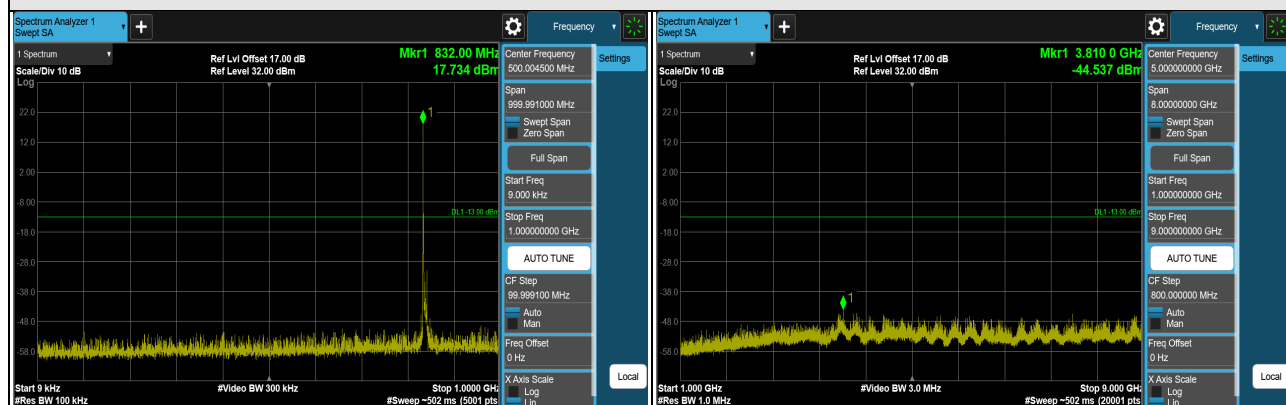 Spectrum Analyzer 1
Swept SA
+
Frequency
1 Spectrum
Scale/Div 10 dB
Log
Ref Lvl Offset 17.00 dB
Ref Level 32.00 dBm
Mkr1 832.00 MHz
17.734 dBm
1
22.0
12.0
2.00
-8.00
DL1 -13.00 dBm
-18.0
-28.0
-38.0
-48.0
-58.0
Start 9 kHz
#Res BW 100 kHz
#Video BW 300 kHz
Stop 1.0000 GHz
#Sweep ~502 ms (5001 pts)
Center Frequency
500.004500 MHz
Settings
Span
999.991000 MHz
Swept Span
Zero Span
Full Span
Start Freq
9.000 kHz
Stop Freq
1.000000000 GHz
AUTO TUNE
CF Step
99.999100 MHz
Auto
Man
Freq Offset
0 Hz
X Axis Scale
Log
Lin
Local
Spectrum Analyzer 1
Swept SA
+
Frequency
1 Spectrum
Scale/Div 10 dB
Log
Ref Lvl Offset 17.00 dB
Ref Level 32.00 dBm
Mkr1 3.810 0 GHz
-44.537 dBm
1
22.0
12.0
2.00
-8.00
DL1 -13.00 dBm
-18.0
-28.0
-38.0
-48.0
-58.0
Start 1.000 GHz
#Res BW 1.0 MHz
#Video BW 3.0 MHz
Stop 9.000 GHz
#Sweep ~502 ms (20001 pts)
Center Frequency
5.000000000 GHz
Settings
Span
8.00000000 GHz
Swept Span
Zero Span
Full Span
Start Freq
1.000000000 GHz
Stop Freq
9.000000000 GHz
AUTO TUNE
CF Step
800.000000 MHz
Auto
Man
Freq Offset
0 Hz
X Axis Scale
Log
Lin
Local